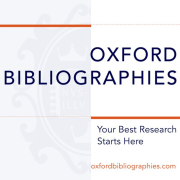 OXFORD
BIBLIOGRAPHIES
Your Best Research
Starts Here
oxfordbibliographies.com